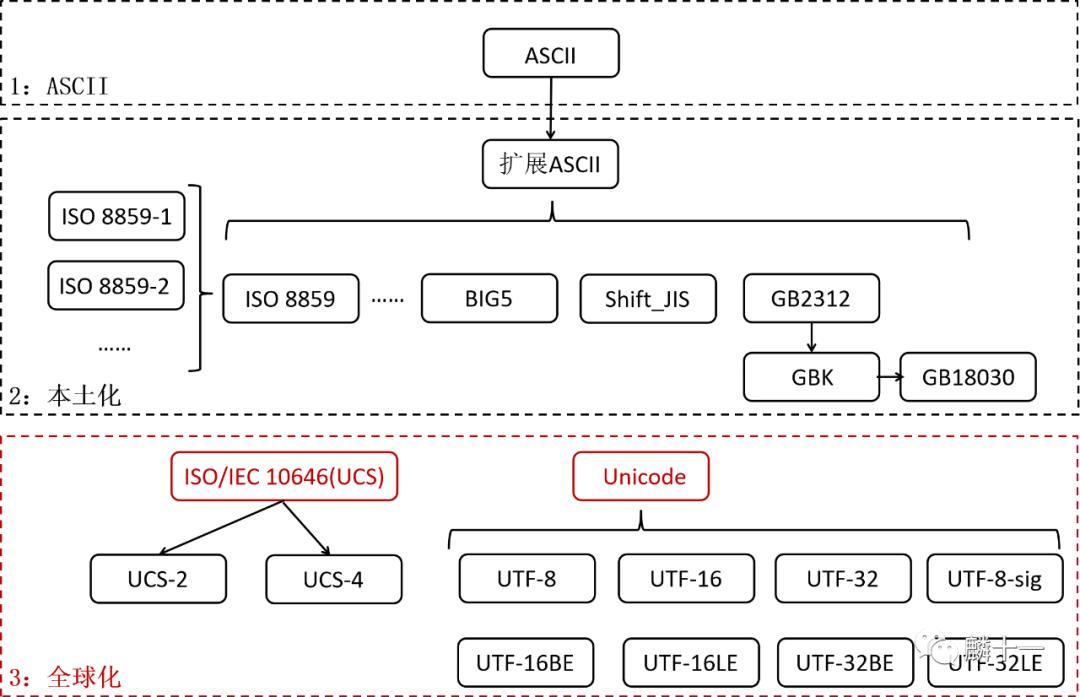 ASCII
1: ASCII
扩展ASCII
ISO 8859-1
ISO 8859-2
……
ISO 8859
……
BIG5
Shift_JIS
GB2312
GBK
GB18030
2: 本土化
ISO/IEC 10646(UCS)
Unicode
UCS-2
UCS-4
UTF-8
UTF-16
UTF-32
UTF-8-sig
UTF-16BE
UTF-16LE
UTF-32BE
UTF-32LE
麟十一
3: 全球化